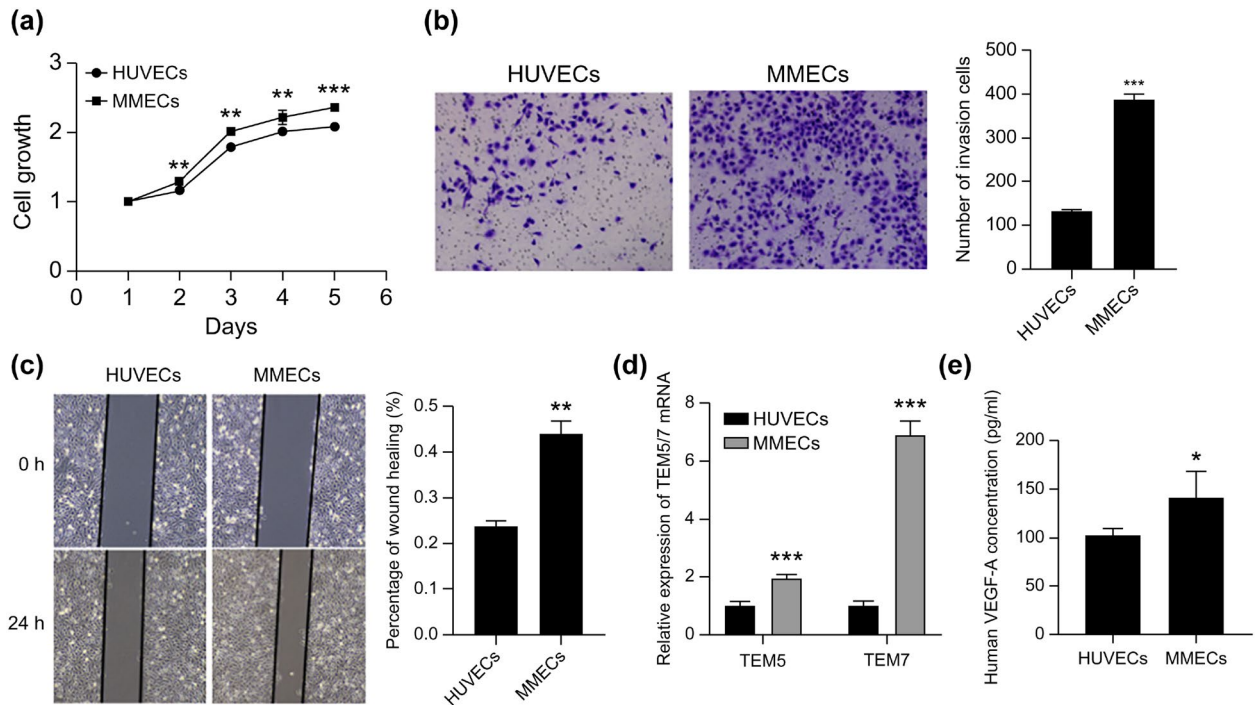 (a)
3
2
1
0
Cell growth
HUVECs
MMECs
**
**
**
***
0 1 2 3 4 5 6
Days
(b)
HUVECs MMECs
Number of invasion cells
500
400
300
200
100
0
***
HUVECs
MMECs
(c)
HUVECs MMECs
0 h
24 h
Percentage of wound healing (%)
0.5
0.4
0.3
0.2
0.1
0.0
**
HUVECs
MMECs
(d)
Relative expression of TEM5/7 mRNA
8
6
4
2
0
HUVECs
MMECs
***
***
TEM5 TEM7
(e)
Human VEGF-A concentration (pg/ml)
200
150
100
50
0
*
HUVECs MMECs